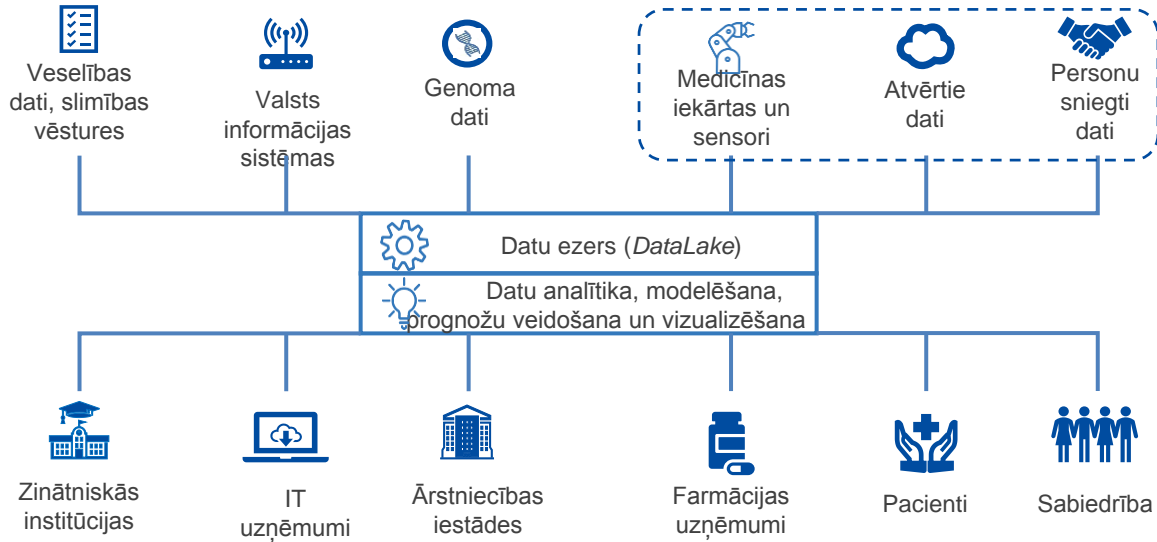 Veselības
dati, slimības
vēstures
Valsts
informācijas
sistēmas
Genoma
dati
Medicīnas
iekārtas un
sensori
Atvērtie
dati
Personu
sniegti
dati
Datu ezers (DataLake)
Datu analītika, modelēšana,
prognožu veidošana un vizualizēšana
Zinātniskās
institūcijas
IT
uzņēmumi
Ārstniecības
iestādes
Farmācijas
uzņēmumi
Pacienti
Sabiedrība